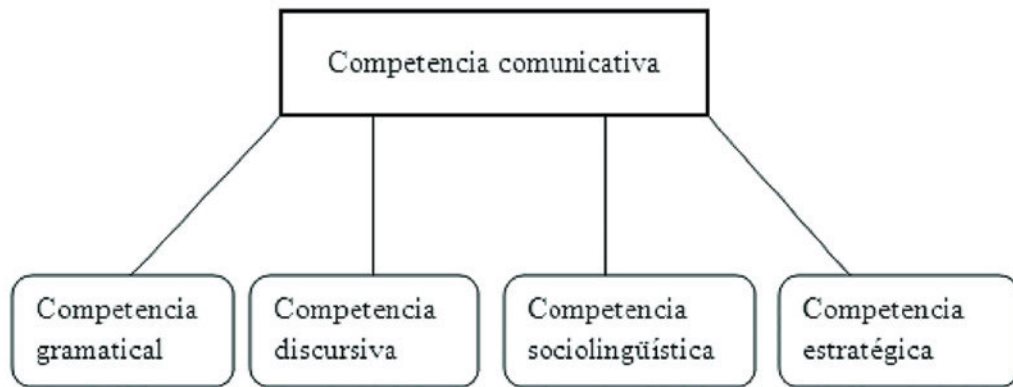 Competencia comunicativa
Competencia
gramatical
Competencia
discursiva
Competencia
sociolingüística
Competencia
estratégica